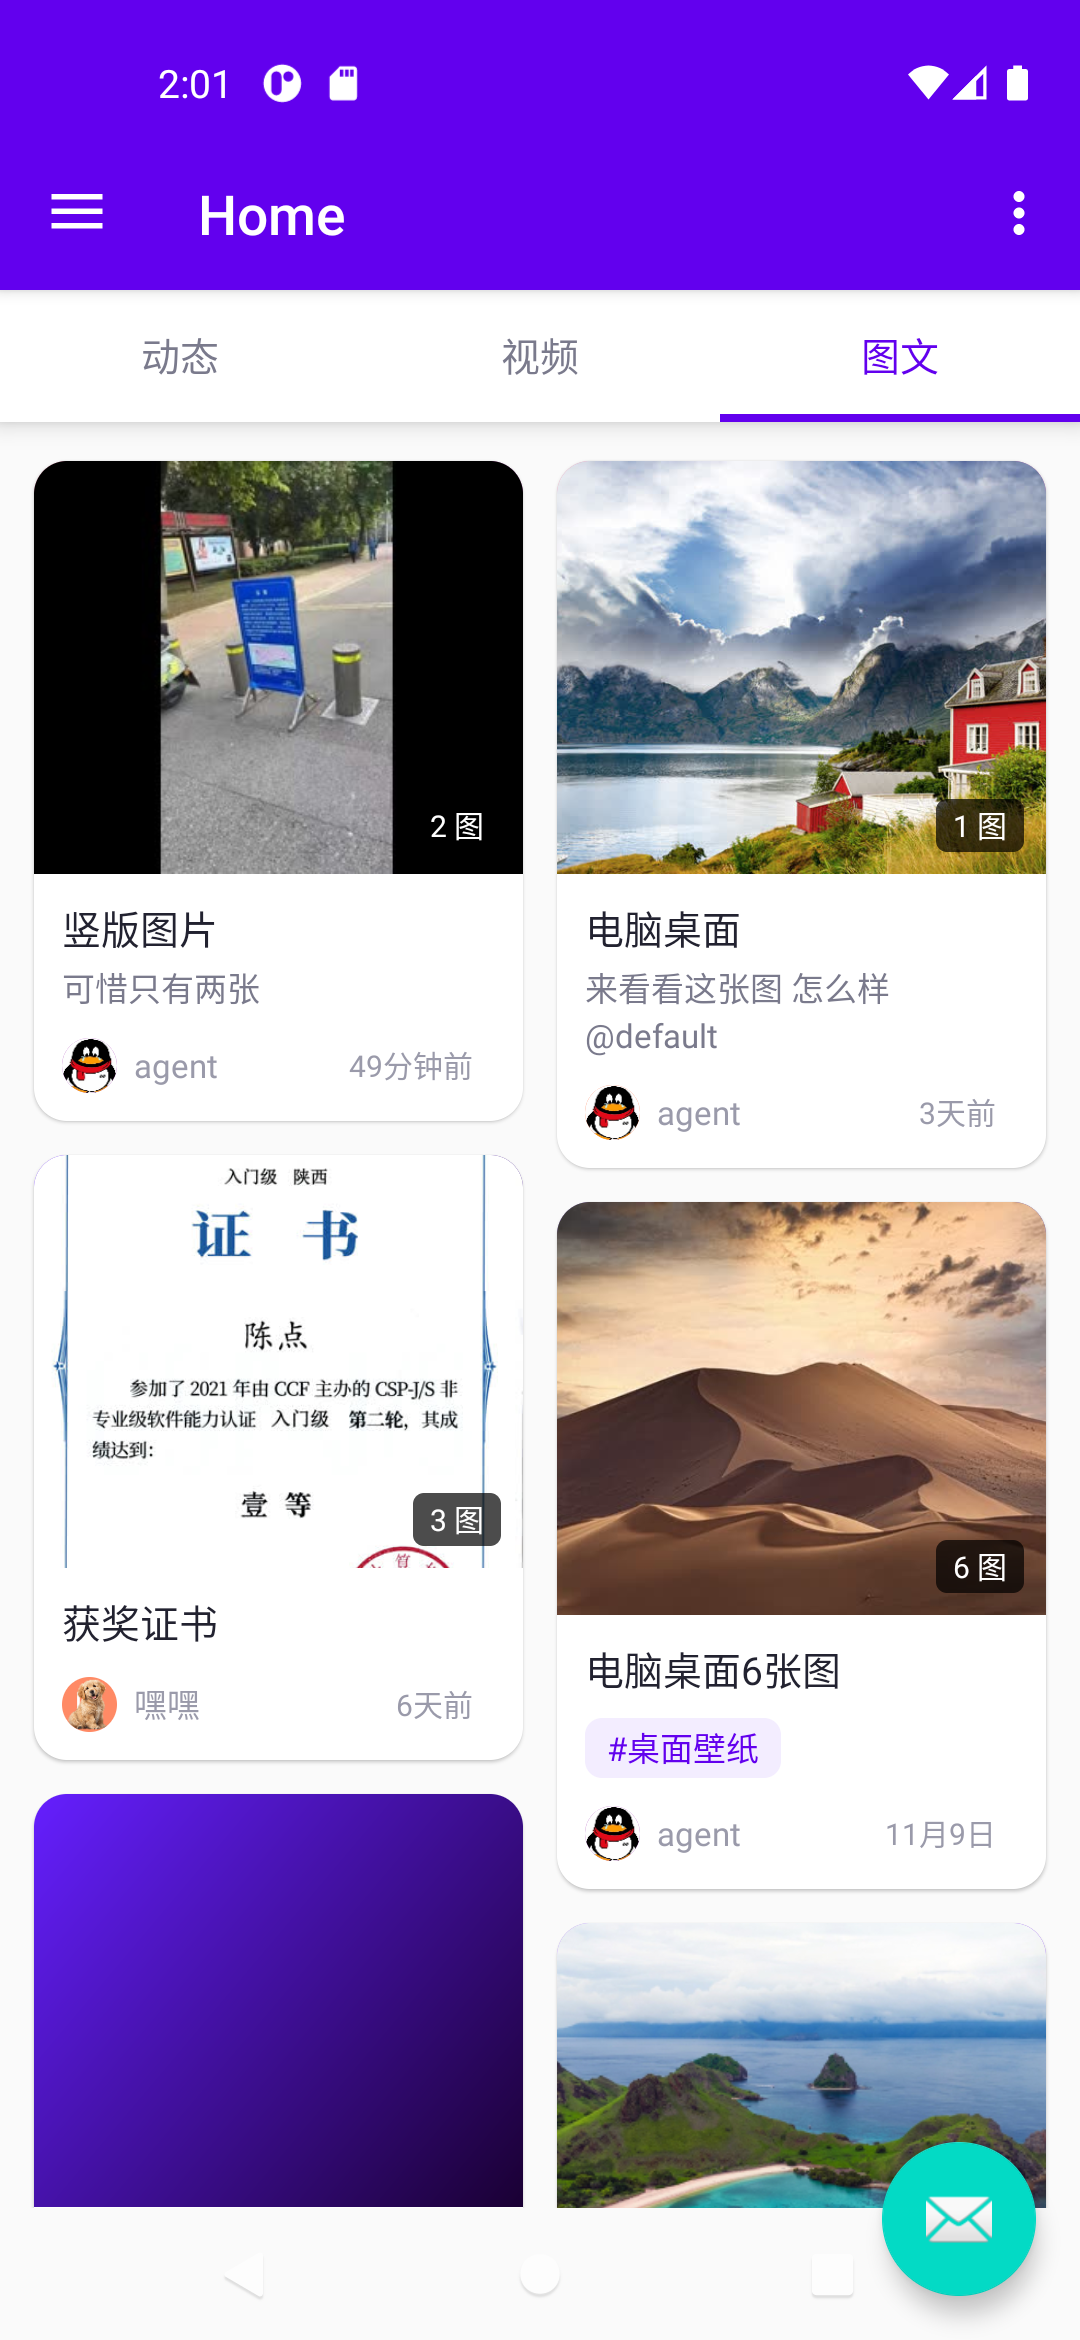 2:01
Home
动态
视频
图文
2 图
竖版图片
可惜只有两张
agent
49分钟前
1 图
电脑桌面
来看看这张图 怎么样
@default
agent
3天前
入门级 陕西
证 书
陈点
参加了 2021 年由 CCF 主办的 CSP-J/S 非
专业级软件能力认证 入门级 第二轮，其成
绩达到：
壹 等
3 图
获奖证书
嘿嘿
6天前
6 图
电脑桌面6张图
#桌面壁纸
agent
11月9日